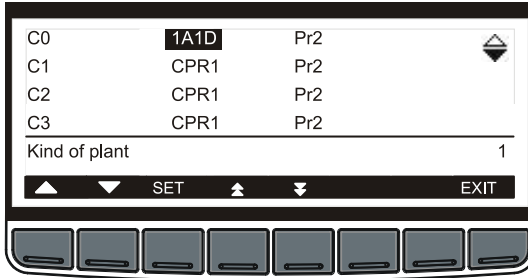 C0 1A1D Pr2
C1 CPR1 Pr2
C2 CPR1 Pr2
C3 CPR1 Pr2
Kind of plant 1
SET EXIT